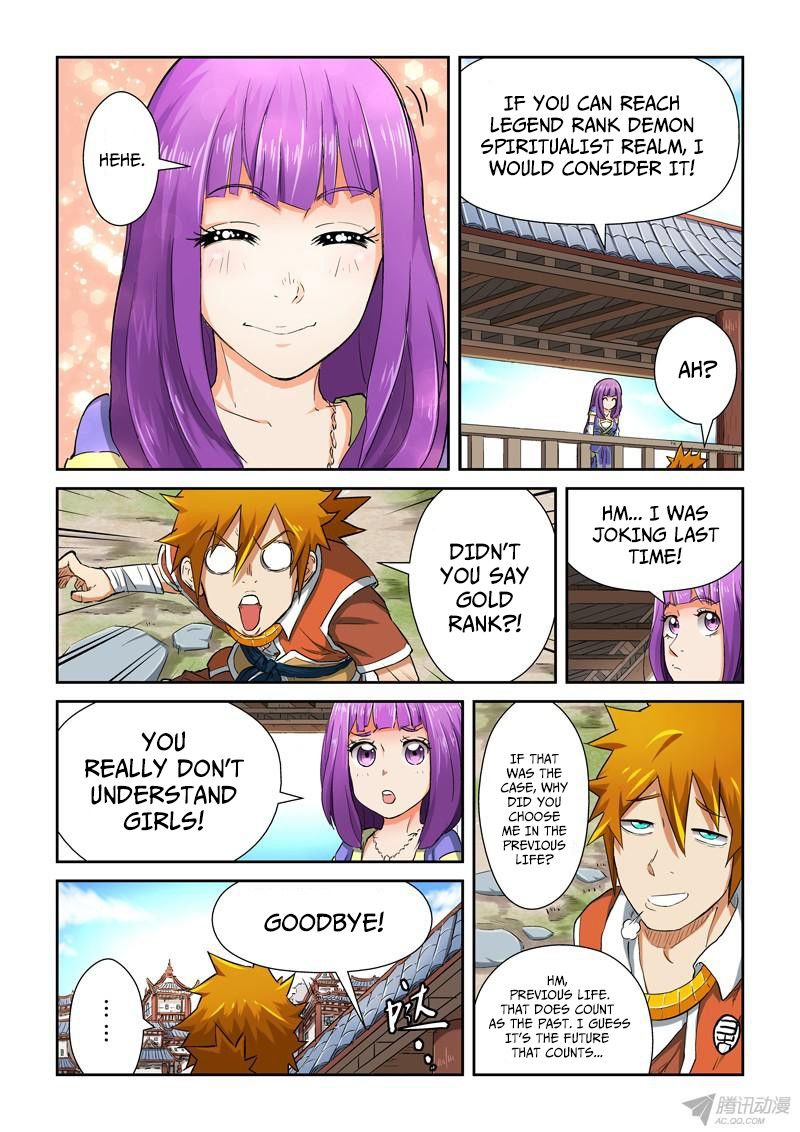 HEHE.
IF YOU CAN REACH
LEGEND RANK DEMON
SPIRITUALIST REALM, I
WOULD CONSIDER IT!
AH?
DIDN'T
YOU SAY
GOLD
RANK?!
HM... I WAS
JOKING LAST
TIME!
YOU
REALLY DON'T
UNDERSTAND
GIRLS!
IF THAT
WAS THE
CASE, WHY
DID YOU
CHOOSE
ME IN THE
PREVIOUS
LIFE?
HM,
PREVIOUS LIFE.
THAT DOES COUNT
AS THE PAST. I GUESS
IT'S THE FUTURE
THAT COUNTS...
GOODBYE!
......
哒
腾讯动漫
AC.QQ.COM